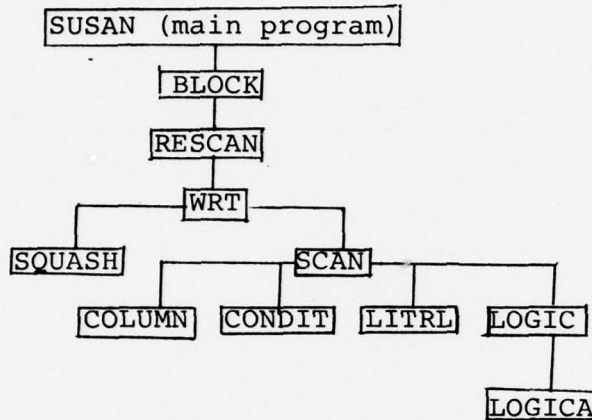 SUSAN (main program)
BLOCK
RESCAN
WRT
SQUASH SCAN
COLUMN CONDIT LITRL LOGIC
LOGICA